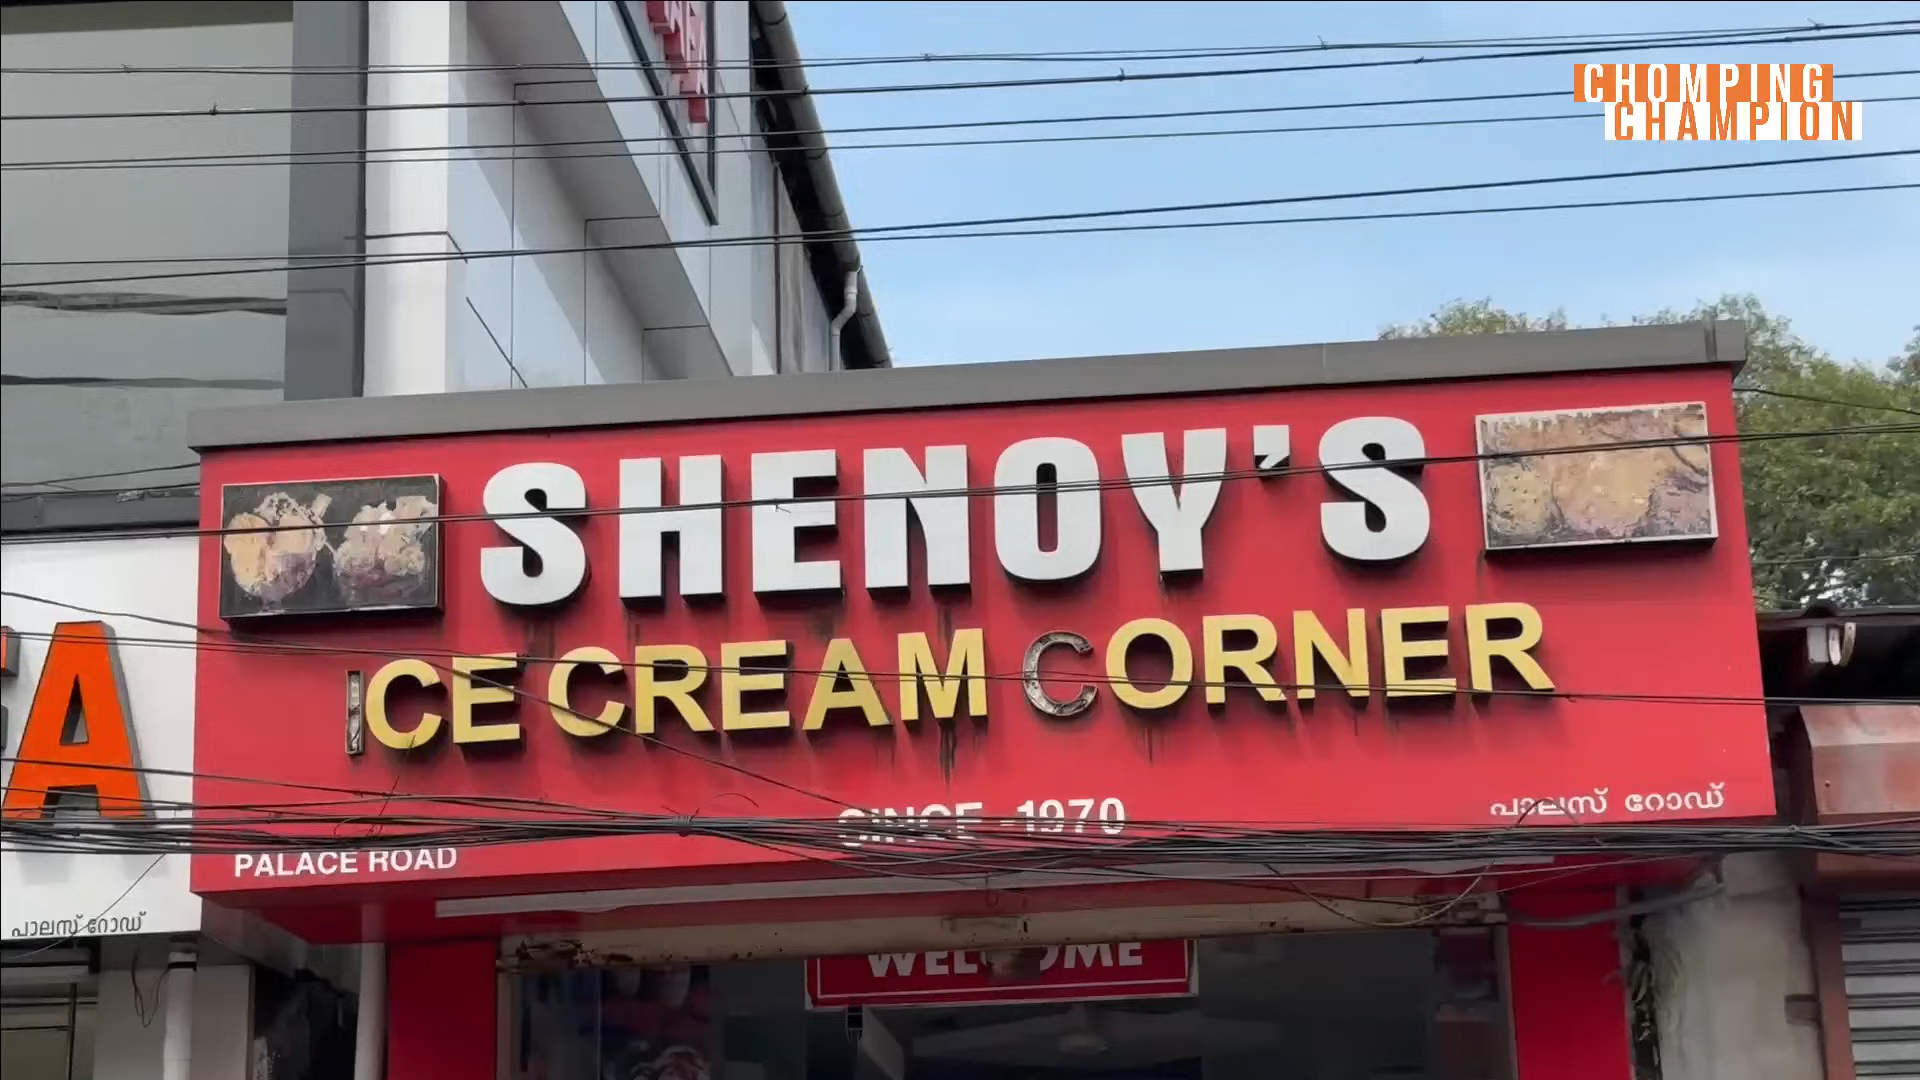 CHOMPING
CHAMPION
SHENOY'S
ICE CREAM CORNER
SINCE -1970
പാലസ് റോഡ്
PALACE ROAD
A
പാലസ് റോഡ്
WELCOME